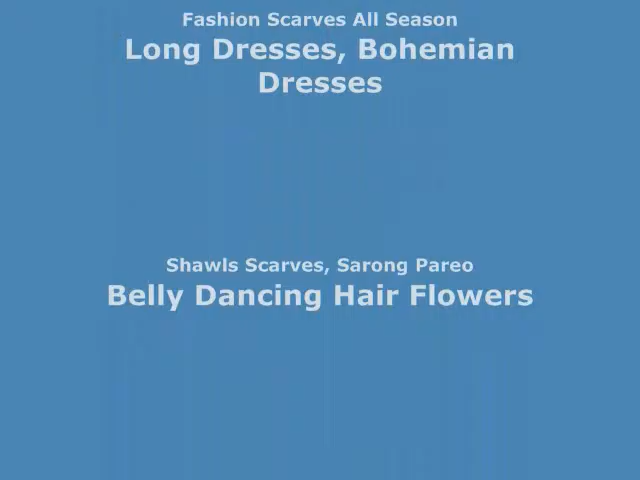 Fashion Scarves All Season
Long Dresses, Bohemian
Dresses
Shawls Scarves, Sarong Pareo
Belly Dancing Hair Flowers